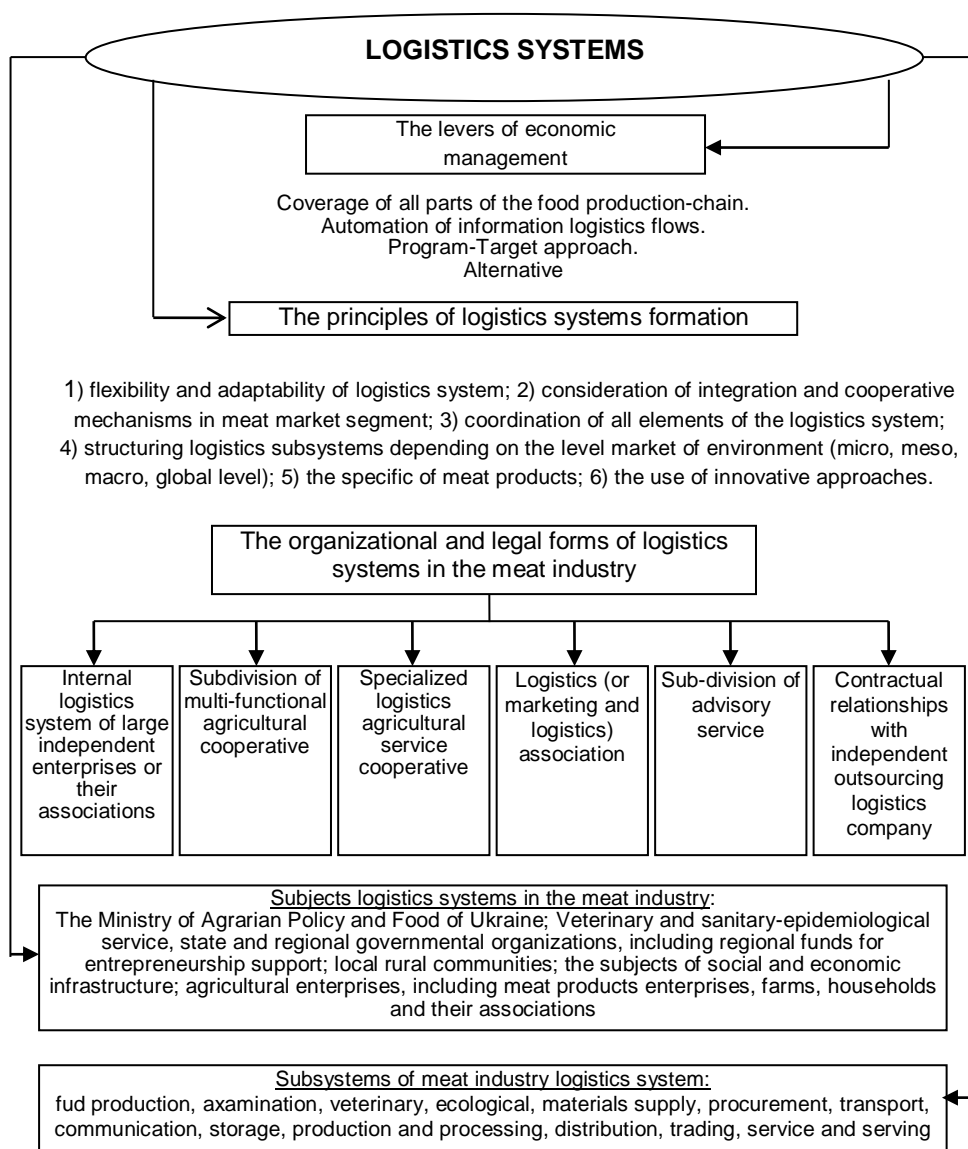 LOGISTICS SYSTEMS
The levers of economic
management
Coverage of all parts of the food production-chain.
Automation of information logistics flows.
Program-Target approach.
Alternative
The principles of logistics systems formation
1) flexibility and adaptability of logistics system; 2) consideration of integration and cooperative
mechanisms in meat market segment; 3) coordination of all elements of the logistics system;
4) structuring logistics subsystems depending on the level market of environment (micro, meso,
macro, global level); 5) the specific of meat products; 6) the use of innovative approaches.
The organizational and legal forms of logistics
systems in the meat industry
Internal
logistics
system of large
independent
enterprises or
their
associations
Subdivision of
multi-functional
agricultural
cooperative
Specialized
logistics
agricultural
service
cooperative
Logistics (or
marketing and
logistics)
association
Sub-division of
advisory
service
Contractual
relationships
with
independent
outsourcing
logistics
company
Subjects logistics systems in the meat industry:
The Ministry of Agrarian Policy and Food of Ukraine; Veterinary and sanitary-epidemiological
service, state and regional governmental organizations, including regional funds for
entrepreneurship support; local rural communities; the subjects of social and economic
infrastructure; agricultural enterprises, including meat products enterprises, farms, households
and their associations
Subsystems of meat industry logistics system:
fud production, axamination, veterinary, ecological, materials supply, procurement, transport,
communication, storage, production and processing, distribution, trading, service and serving